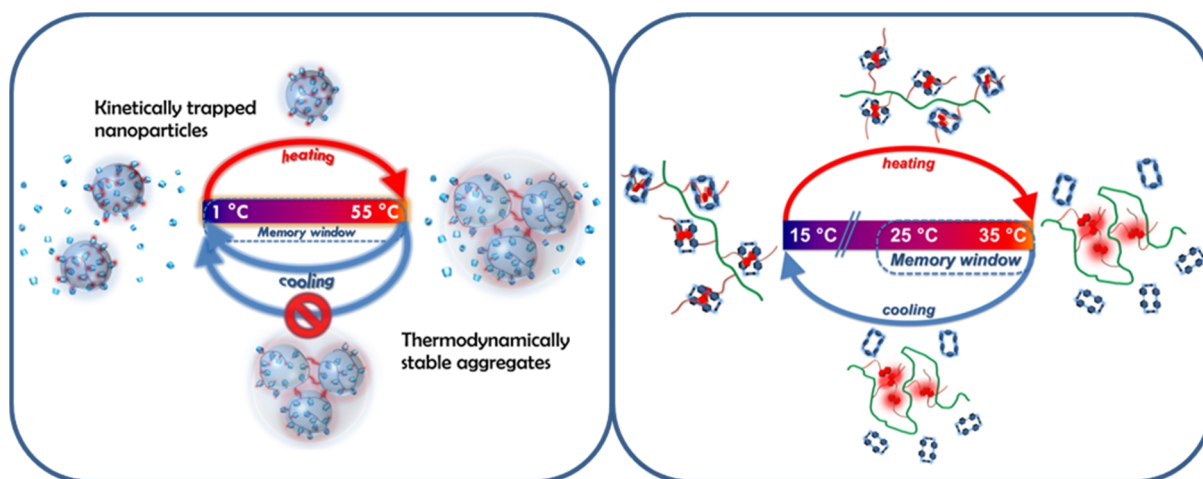 Kinetically trapped
nanoparticles
heating
1 °C
55 °C
Memory window
cooling
Thermodynamically
stable aggregates
heating
15 °C
25 °C
35 °C
Memory window
cooling